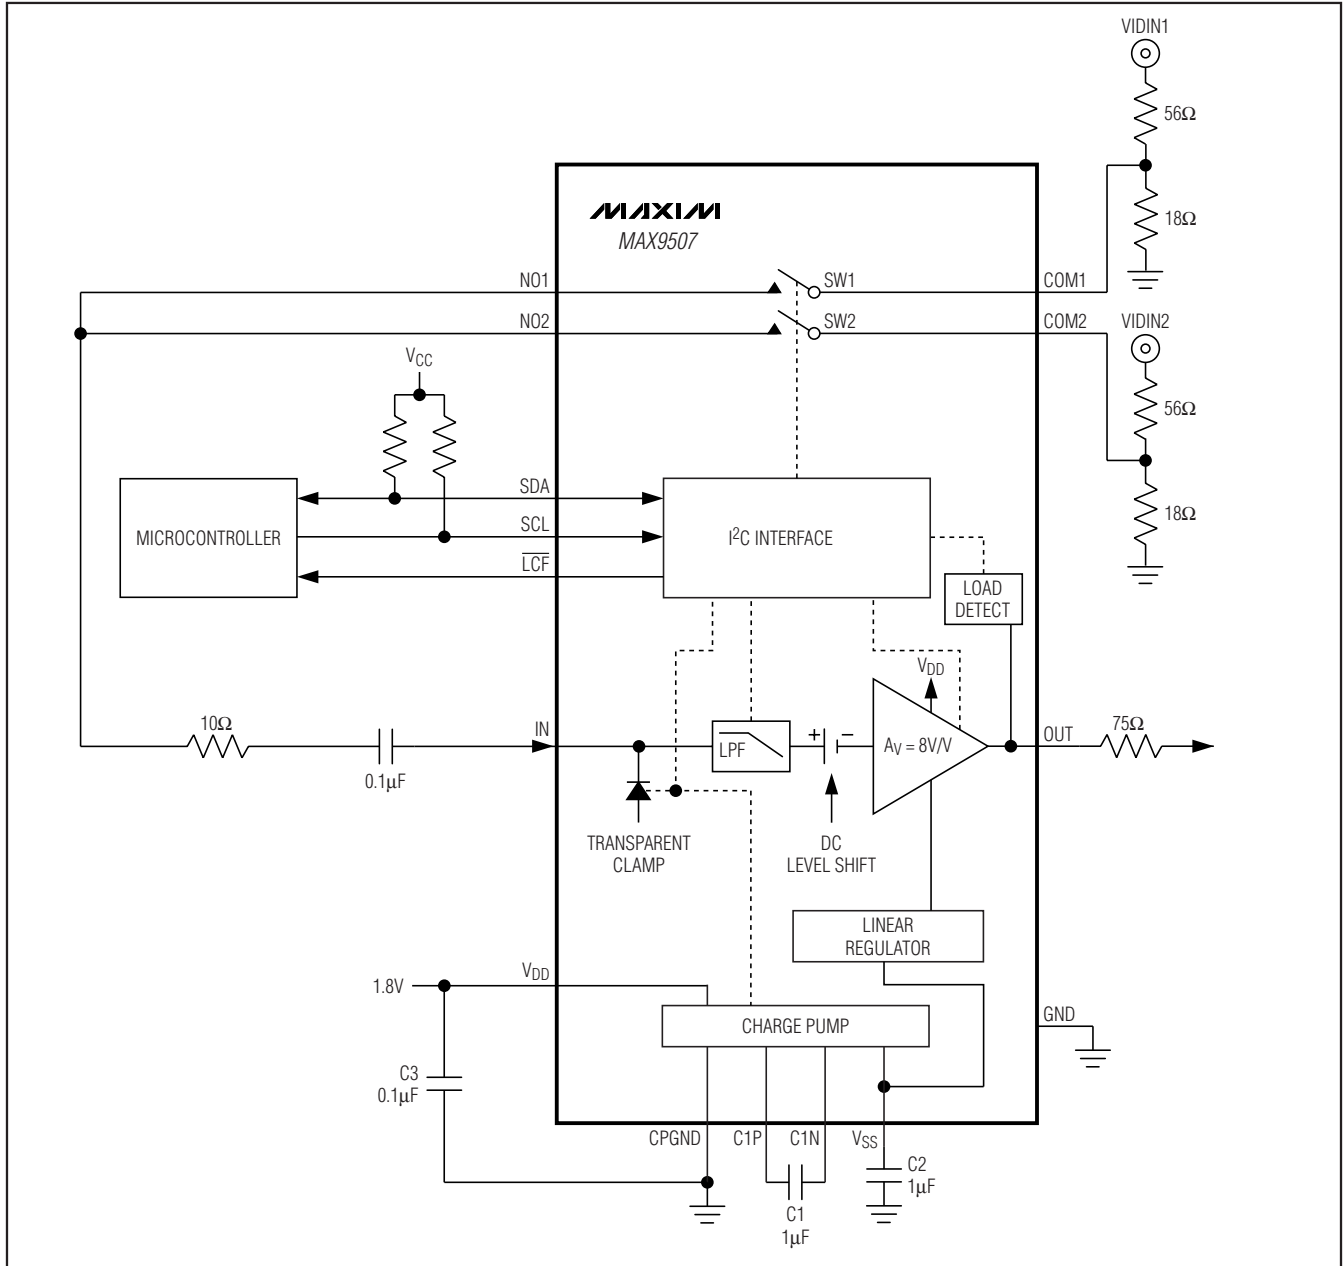 VIDIN1
56Ω
18Ω
MAXIM
MAX9507
NO1
SW1
COM1
NO2
SW2
COM2
VIDIN2
56Ω
18Ω
VCC
MICROCONTROLLER
SDA
SCL
L̅C̅F̅
I²C INTERFACE
LOAD
DETECT
10Ω
0.1µF
IN
LPF
+ −
VDD
AV = 8V/V
OUT
75Ω
TRANSPARENT
CLAMP
DC
LEVEL SHIFT
LINEAR
REGULATOR
1.8V
VDD
CHARGE PUMP
GND
C3
0.1µF
CPGND
C1P
C1N
VSS
C1
1µF
C2
1µF